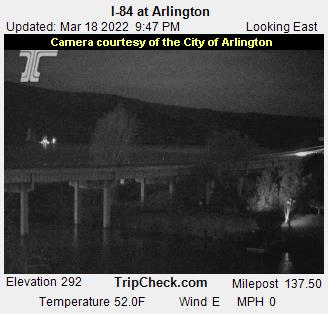 I-84 at Arlington
Updated: Mar 18 2022 9:47 PM Looking East
Camera courtesy of the City of Arlington
Elevation 292 TripCheck.com Milepost 137.50
Temperature 52.0F Wind E MPH 0